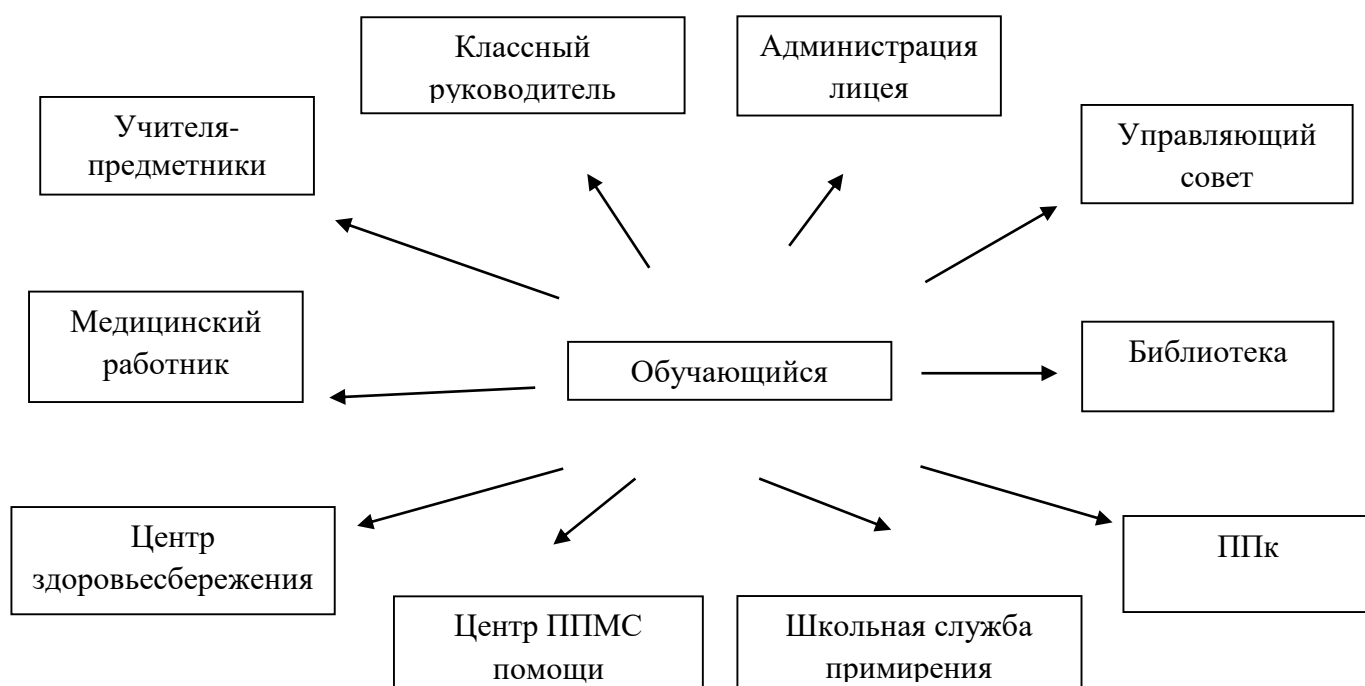 Классный
руководитель
Администрация
лицея
Учителя-
предметники
Управляющий
совет
Медицинский
работник
Обучающийся
Библиотека
Центр
здоровьесбережения
ППк
Центр ППМС
помощи
Школьная служба
примирения